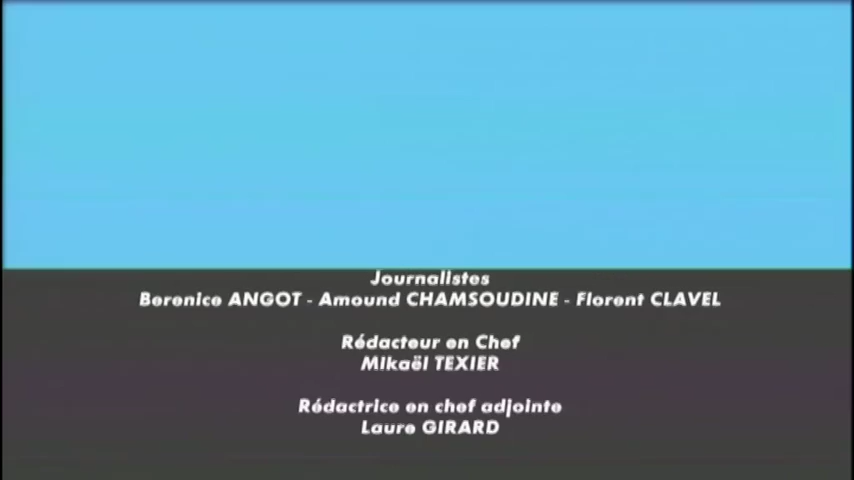 Journalistes
Berenice ANGOT - Amound CHAMSOUDINE - Florent CLAVEL
Rédacteur en Chef
Mikaël TEXIER
Rédactrice en chef adjointe
Laure GIRARD